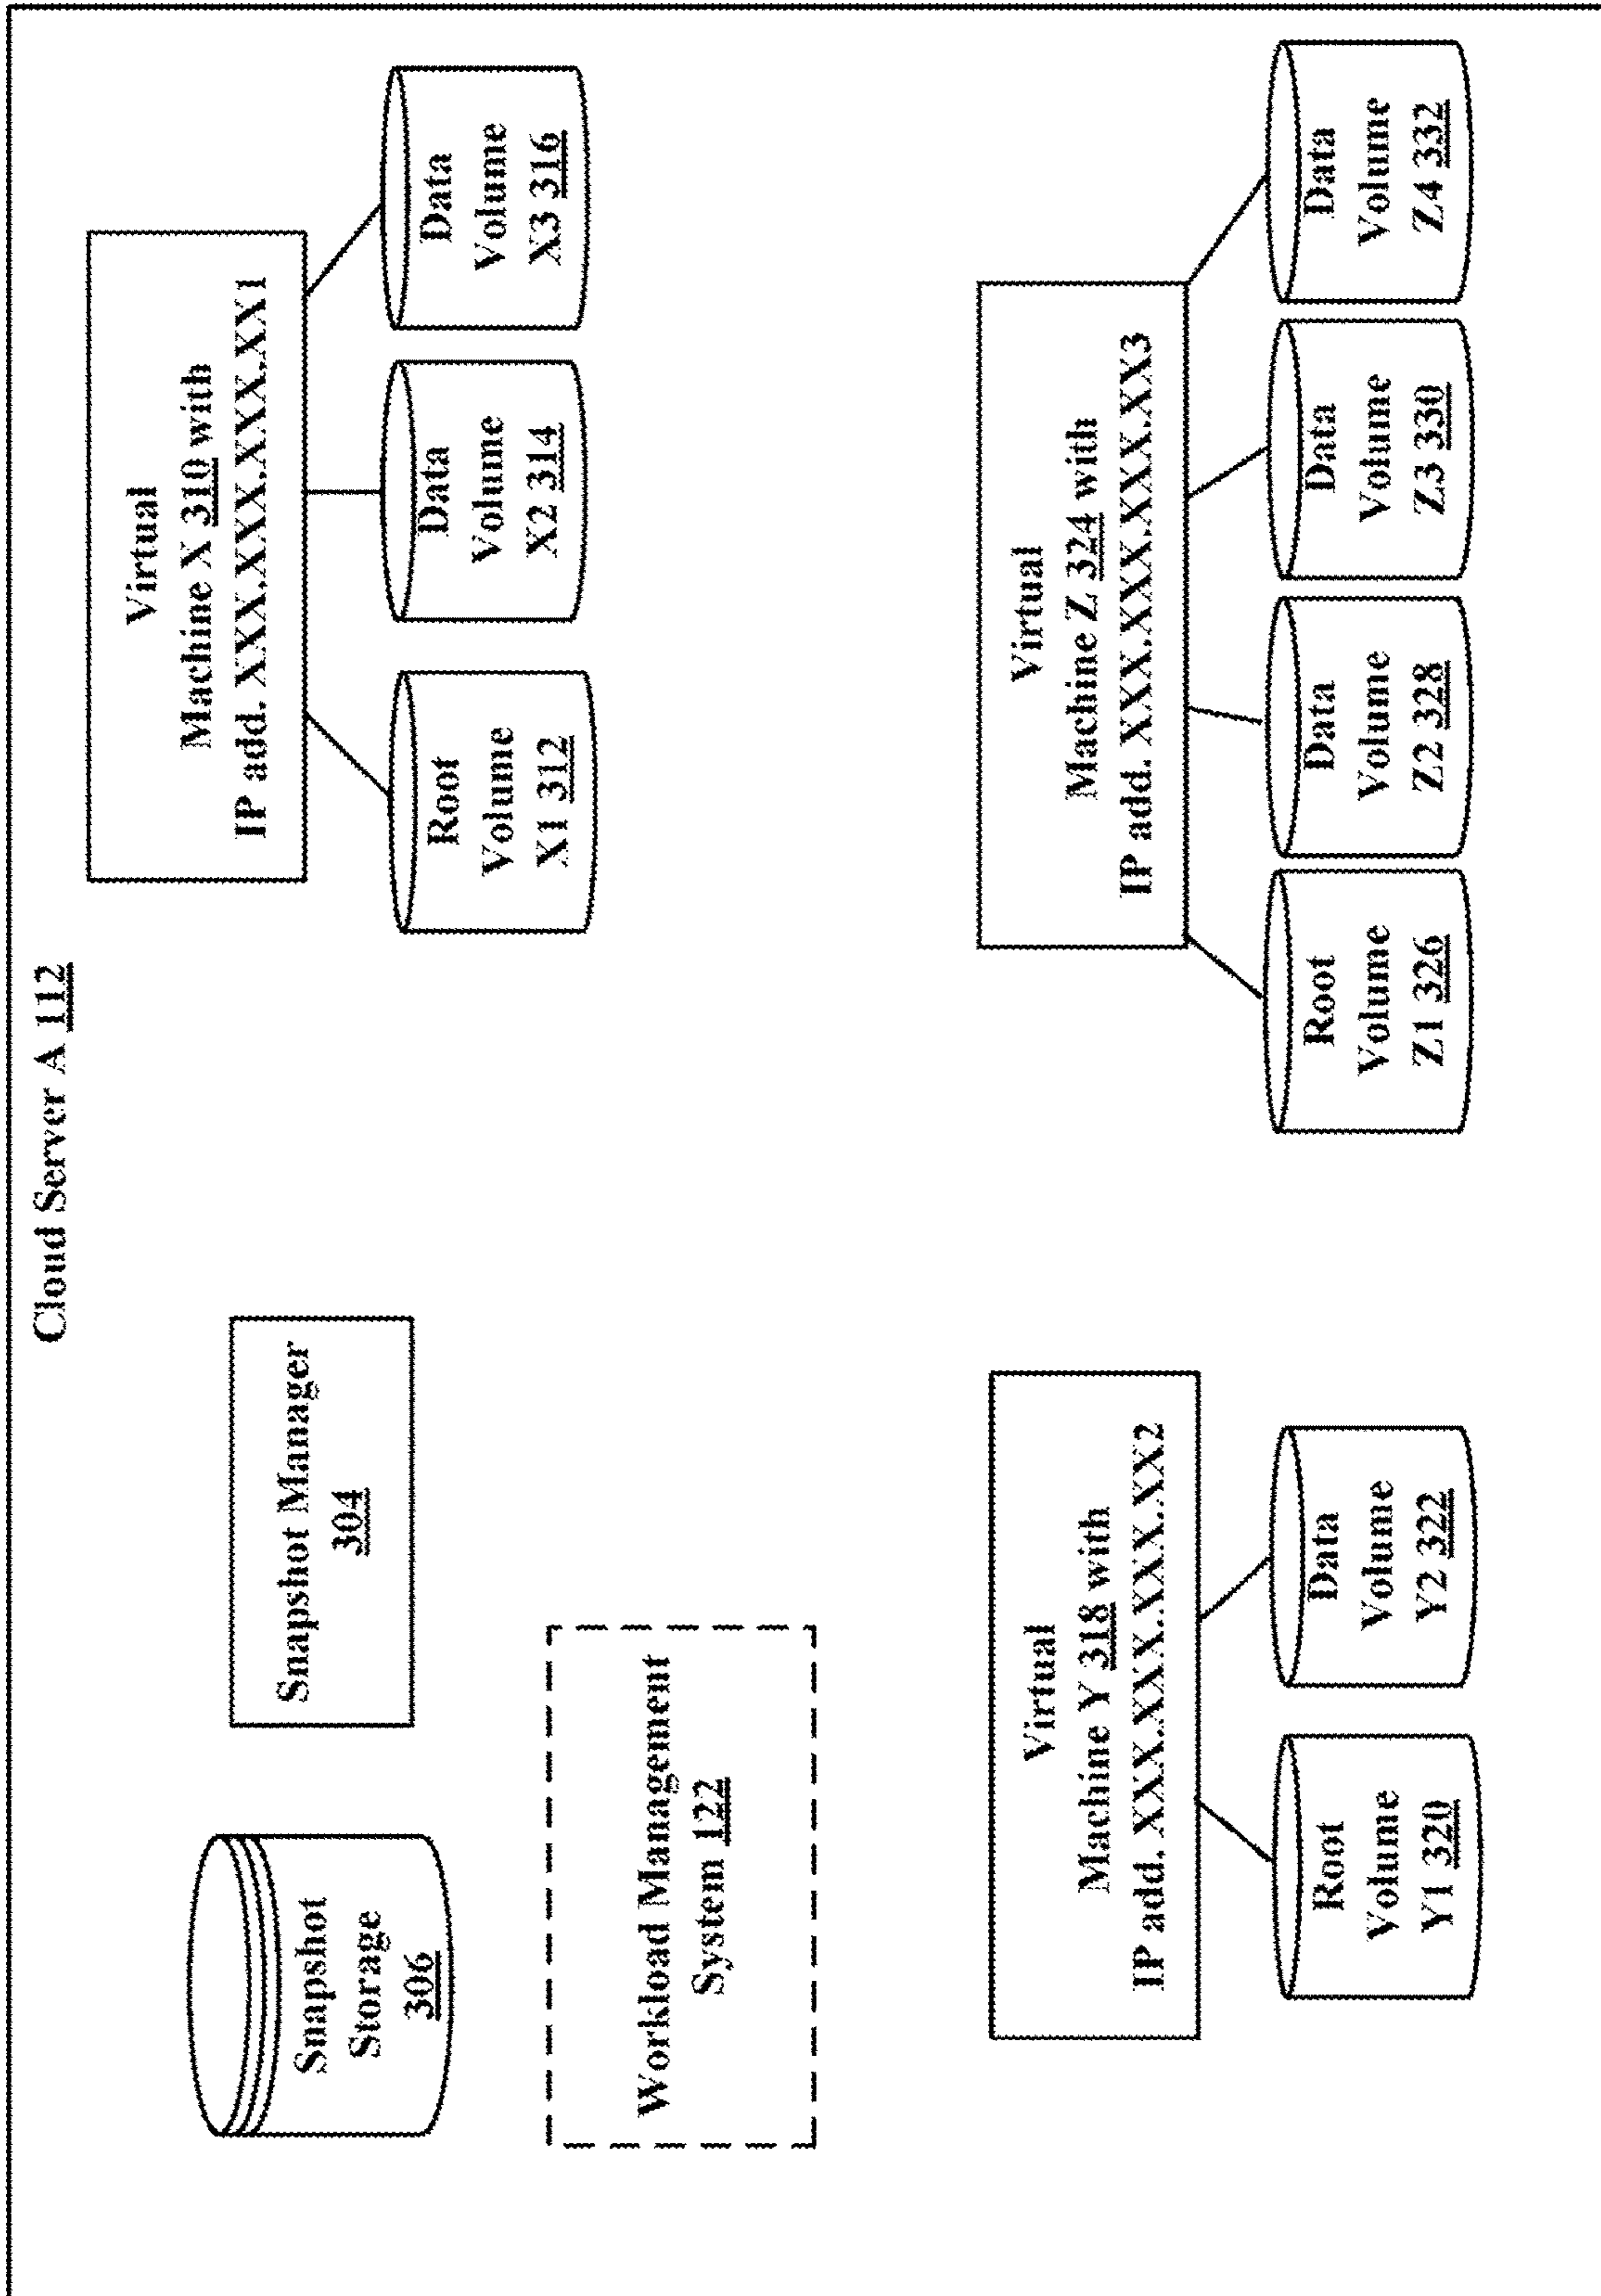 Cloud Server A 112
Snapshot
Storage
306
Snapshot Manager
304
Virtual
Machine X 310 with
IP add. XXX.XXX.XXX.XX1
Root
Volume
X1 312
Data
Volume
X2 314
Data
Volume
X3 316
Workload Management
System 122
Virtual
Machine Y 318 with
IP add. XXX.XXX.XXX.XX2
Root
Volume
Y1 320
Data
Volume
Y2 322
Virtual
Machine Z 324 with
IP add. XXX.XXX.XXX.XX3
Root
Volume
Z1 326
Data
Volume
Z2 328
Data
Volume
Z3 330
Data
Volume
Z4 332